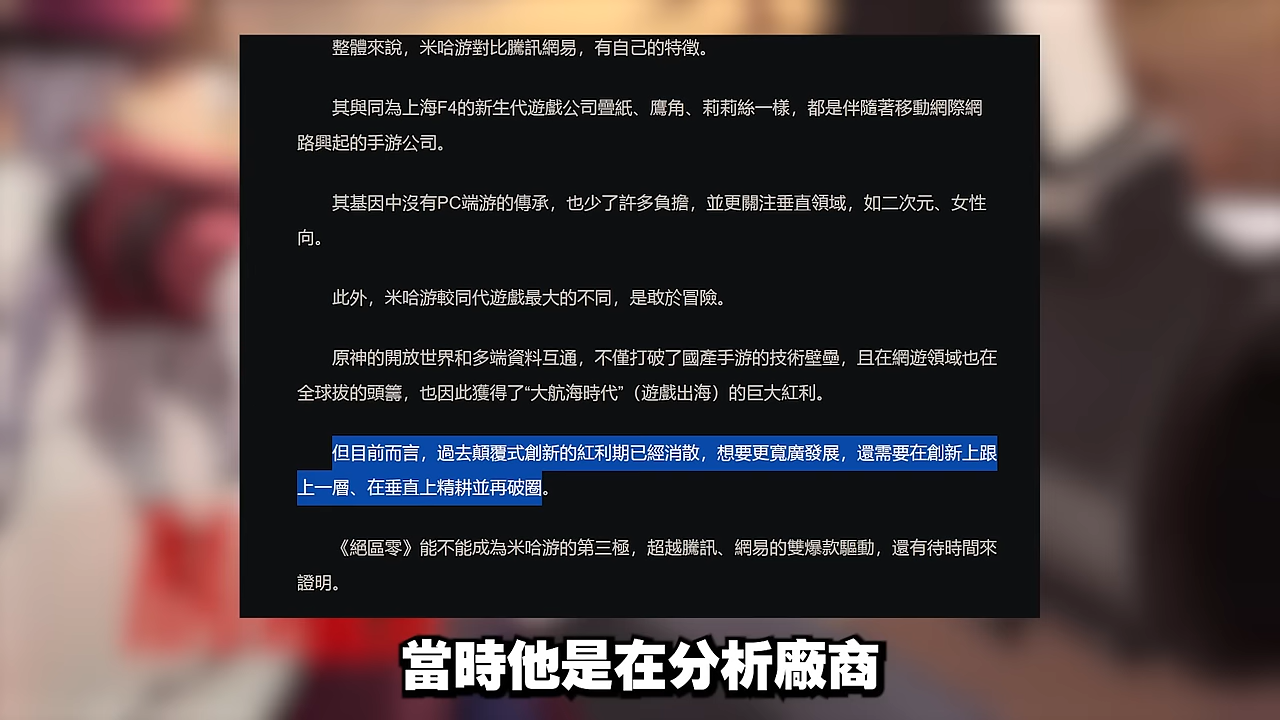 整體來說，米哈游對比騰訊網易，有自己的特徵。
其與同為上海F4的新生代遊戲公司疊紙、鷹角、莉莉絲一樣，都是伴隨著移動網際網
路興起的手游公司。
其基因中沒有PC端游的傳承，也少了許多負擔，並更關注垂直領域，如二次元、女性
向。
此外，米哈游較同代遊戲最大的不同，是敢於冒險。
原神的開放世界和多端資料互通，不僅打破了國產手游的技術壁壘，且在網遊領域也在
全球拔的頭籌，也因此獲得了“大航海時代”（遊戲出海）的巨大紅利。
但目前而言，過去顛覆式創新的紅利期已經消散，想要更寬廣發展，還需要在創新上跟
上一層、在垂直上精耕並再破圈。
《絕區零》能不能成為米哈游的第三極，超越騰訊、網易的雙爆款驅動，還有待時間來
證明。
當時他是在分析廠商